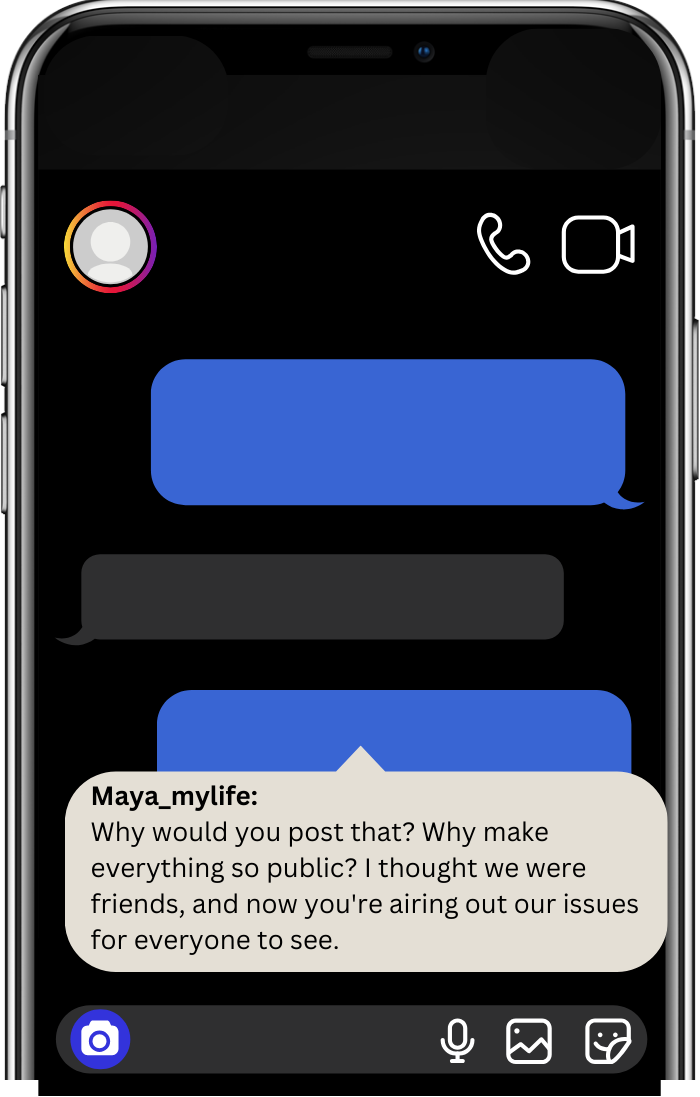 Maya_mylife:
Why would you post that? Why make
everything so public? I thought we were
friends, and now you're airing out our issues
for everyone to see.